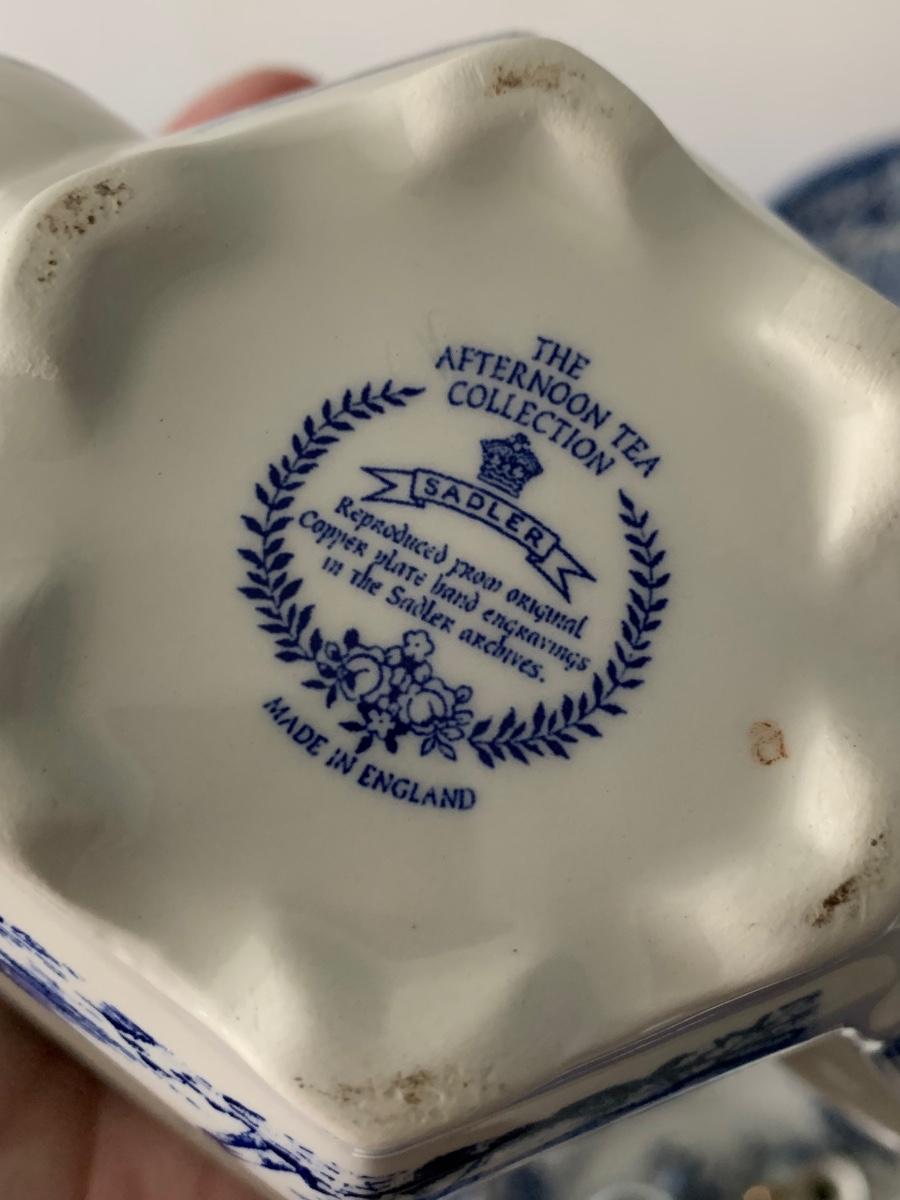 THE
AFTERNOON TEA
COLLECTION
SADLER
Reproduced from original
Copper plate hand engravings
in the Sadler archives.
MADE IN ENGLAND